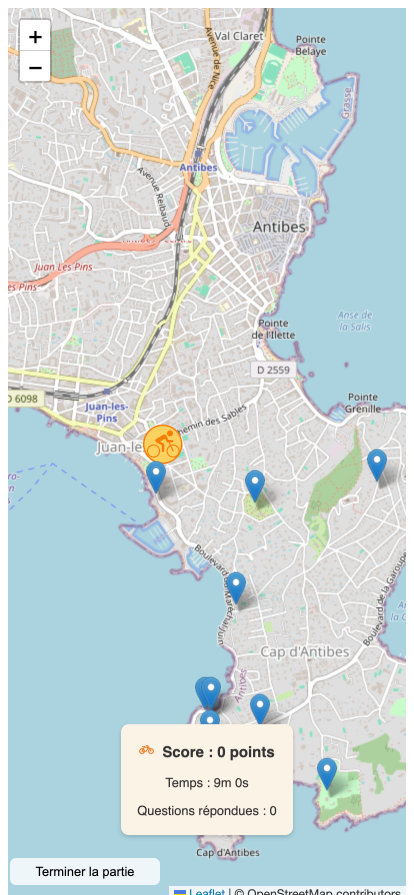 +
−
Val Claret
Pointe
Belaye
Avenue de Nice
Grasse
Antibes
Avenue Reibaud
Antibes
Juan Les Pins
es Pins
Anse de
la Salis
Pointe
de l'Ilette
D 2559
D 6098
Pointe
Grenille
Juan-les-
Pins
Chemin des Sables
Juan-le
Boulevard du Maréchal Juin
Boulevard de la Garoupe
Cap d'Antibes
Antibes
Score : 0 points
Temps : 9m 0s
Questions répondues : 0
Cap d'Antibes
Terminer la partie
Leaflet | © OpenStreetMap contributors